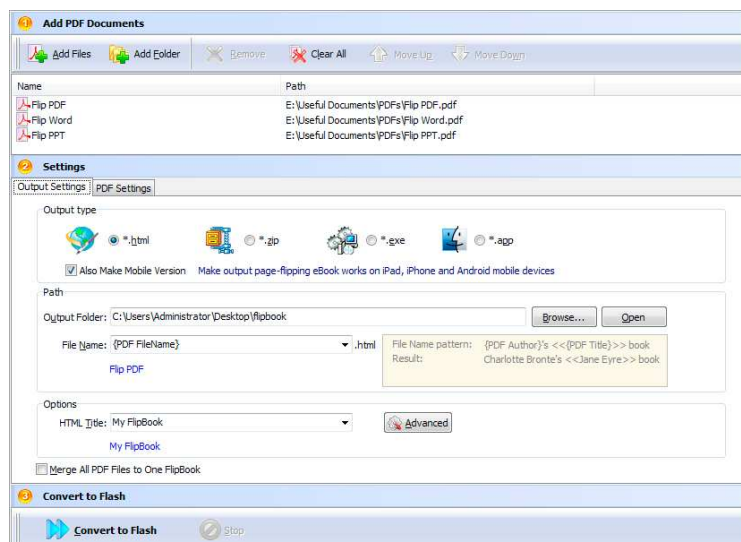 1 Add PDF Documents
Add Files Add Folder Remove Clear All Move Up Move Down
Name Path
Flip PDF E:\Useful Documents\PDFs\Flip PDF.pdf
Flip Word E:\Useful Documents\PDFs\Flip Word.pdf
Flip PPT E:\Useful Documents\PDFs\Flip PPT.pdf
2 Settings
Output Settings PDF Settings
Output type
*.html *.zip *.exe *.app
Also Make Mobile Version Make output page-flipping eBook works on iPad, iPhone and Android mobile devices
Path
Output Folder: C:\Users\Administrator\Desktop\flipbook Browse... Open
File Name: {PDF FileName} .html File Name pattern: {PDF Author}'s <<{PDF Title}>> book
Flip PDF Result: Charlotte Bronte's <<Jane Eyre>> book
Options
HTML Title: My FlipBook Advanced
My FlipBook
Merge All PDF Files to One FlipBook
3 Convert to Flash
Convert to Flash Stop